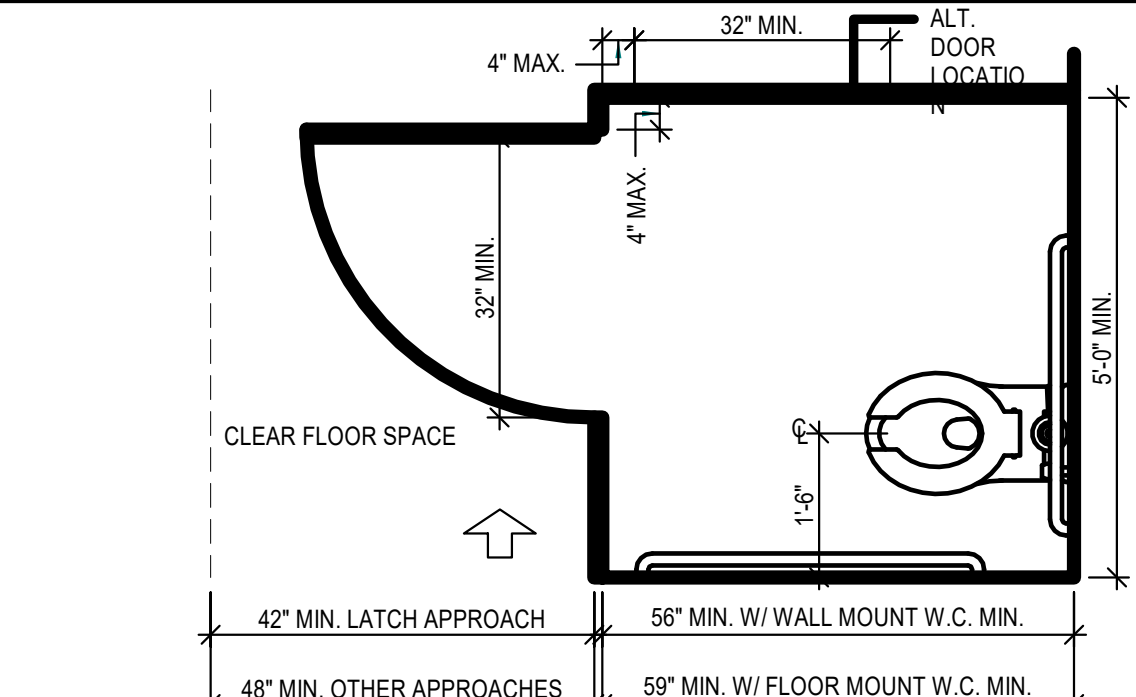 32" MIN.
ALT.
DOOR
LOCATIO
N
4" MAX.
4" MAX.
32" MIN.
5'-0" MIN.
CLEAR FLOOR SPACE
CL
1'-6"
42" MIN. LATCH APPROACH
56" MIN. W/ WALL MOUNT W.C. MIN.
48" MIN. OTHER APPROACHES
59" MIN. W/ FLOOR MOUNT W.C. MIN.